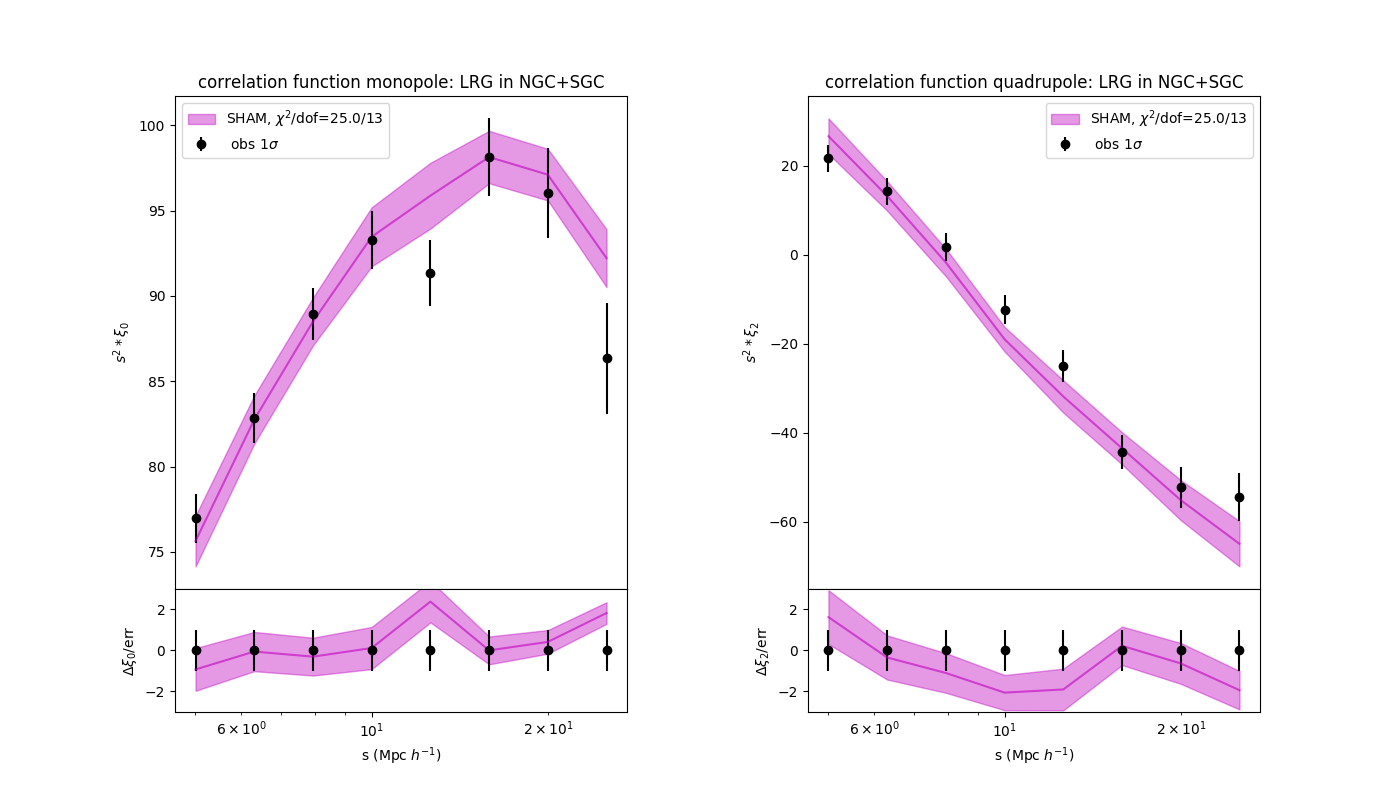 correlation function monopole: LRG in NGC+SGC
SHAM, χ²/dof=25.0/13
obs 1σ
100
95
90
85
80
75
s² * ξ₀
2
0
−2
Δξ₀/err
6 × 10⁰
10¹
2 × 10¹
s (Mpc h⁻¹)
correlation function quadrupole: LRG in NGC+SGC
SHAM, χ²/dof=25.0/13
obs 1σ
20
0
−20
−40
−60
s² * ξ₂
2
0
−2
Δξ₂/err
6 × 10⁰
10¹
2 × 10¹
s (Mpc h⁻¹)